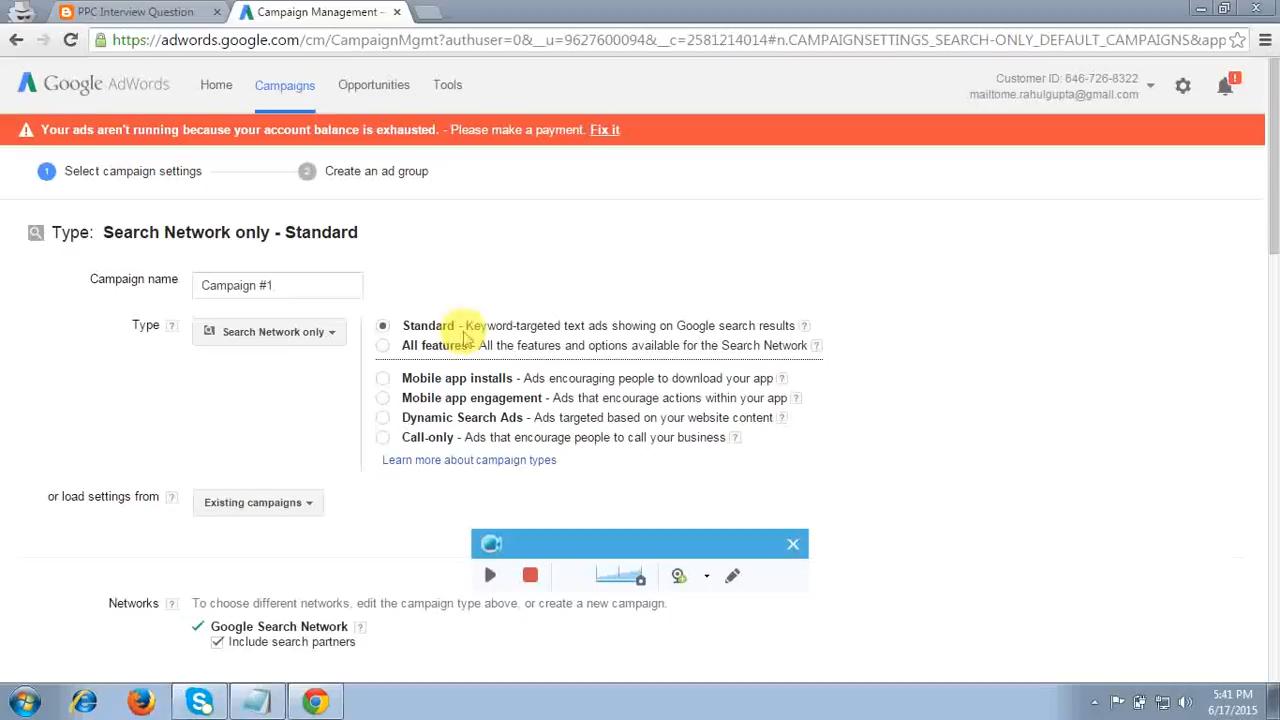 PPC Interview Question
Campaign Management –
https://adwords.google.com/cm/CampaignMgmt?authuser=0&__u=9627600094&__c=2581214014#n.CAMPAIGNSETTINGS_SEARCH-ONLY_DEFAULT_CAMPAIGNS&app
Google AdWords
Home
Campaigns
Opportunities
Tools
Customer ID: 646-726-8322
mailtome.rahulgupta@gmail.com
!
Your ads aren't running because your account balance is exhausted. - Please make a payment. Fix it
1 Select campaign settings
2 Create an ad group
Type: Search Network only - Standard
Campaign name
Campaign #1
Type ?
Search Network only
Standard - Keyword-targeted text ads showing on Google search results ?
All features - All the features and options available for the Search Network ?
Mobile app installs - Ads encouraging people to download your app ?
Mobile app engagement - Ads that encourage actions within your app ?
Dynamic Search Ads - Ads targeted based on your website content ?
Call-only - Ads that encourage people to call your business ?
Learn more about campaign types
or load settings from ?
Existing campaigns
Networks ?
To choose different networks, edit the campaign type above, or create a new campaign.
Google Search Network ?
Include search partners
5:41 PM
6/17/2015